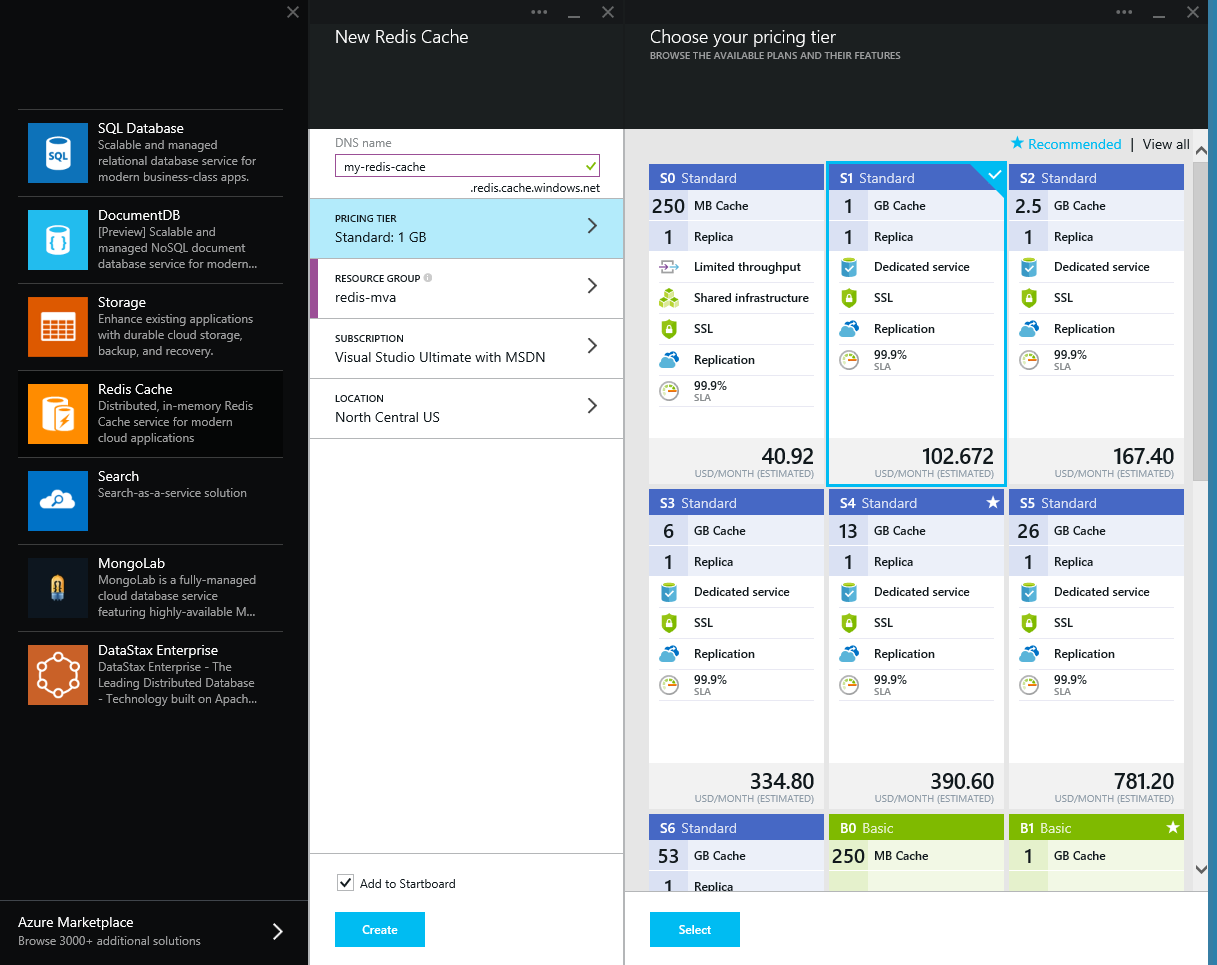 SQL Database
Scalable and managed
relational database service for
modern business-class apps.
DocumentDB
[Preview] Scalable and
managed NoSQL document
database service for modern...
Storage
Enhance existing applications
with durable cloud storage,
backup, and recovery.
Redis Cache
Distributed, in-memory Redis
Cache service for modern
cloud applications
Search
Search-as-a-service solution
MongoLab
MongoLab is a fully-managed
cloud database service
featuring highly-available M...
DataStax Enterprise
DataStax Enterprise - The
Leading Distributed Database
- Technology built on Apach...
Azure Marketplace
Browse 3000+ additional solutions
New Redis Cache
DNS name
my-redis-cache
.redis.cache.windows.net
PRICING TIER
Standard: 1 GB
RESOURCE GROUP
redis-mva
SUBSCRIPTION
Visual Studio Ultimate with MSDN
LOCATION
North Central US
Add to Startboard
Create
Choose your pricing tier
BROWSE THE AVAILABLE PLANS AND THEIR FEATURES
Recommended | View all
S0 Standard
250 MB Cache
1 Replica
Limited throughput
Shared infrastructure
SSL
Replication
99.9%
SLA
40.92
USD/MONTH (ESTIMATED)
S1 Standard
1 GB Cache
1 Replica
Dedicated service
SSL
Replication
99.9%
SLA
102.672
USD/MONTH (ESTIMATED)
S2 Standard
2.5 GB Cache
1 Replica
Dedicated service
SSL
Replication
99.9%
SLA
167.40
USD/MONTH (ESTIMATED)
S3 Standard
6 GB Cache
1 Replica
Dedicated service
SSL
Replication
99.9%
SLA
334.80
USD/MONTH (ESTIMATED)
S4 Standard
13 GB Cache
1 Replica
Dedicated service
SSL
Replication
99.9%
SLA
390.60
USD/MONTH (ESTIMATED)
S5 Standard
26 GB Cache
1 Replica
Dedicated service
SSL
Replication
99.9%
SLA
781.20
USD/MONTH (ESTIMATED)
S6 Standard
53 GB Cache
1 Replica
B0 Basic
250 MB Cache
B1 Basic
1 GB Cache
Select